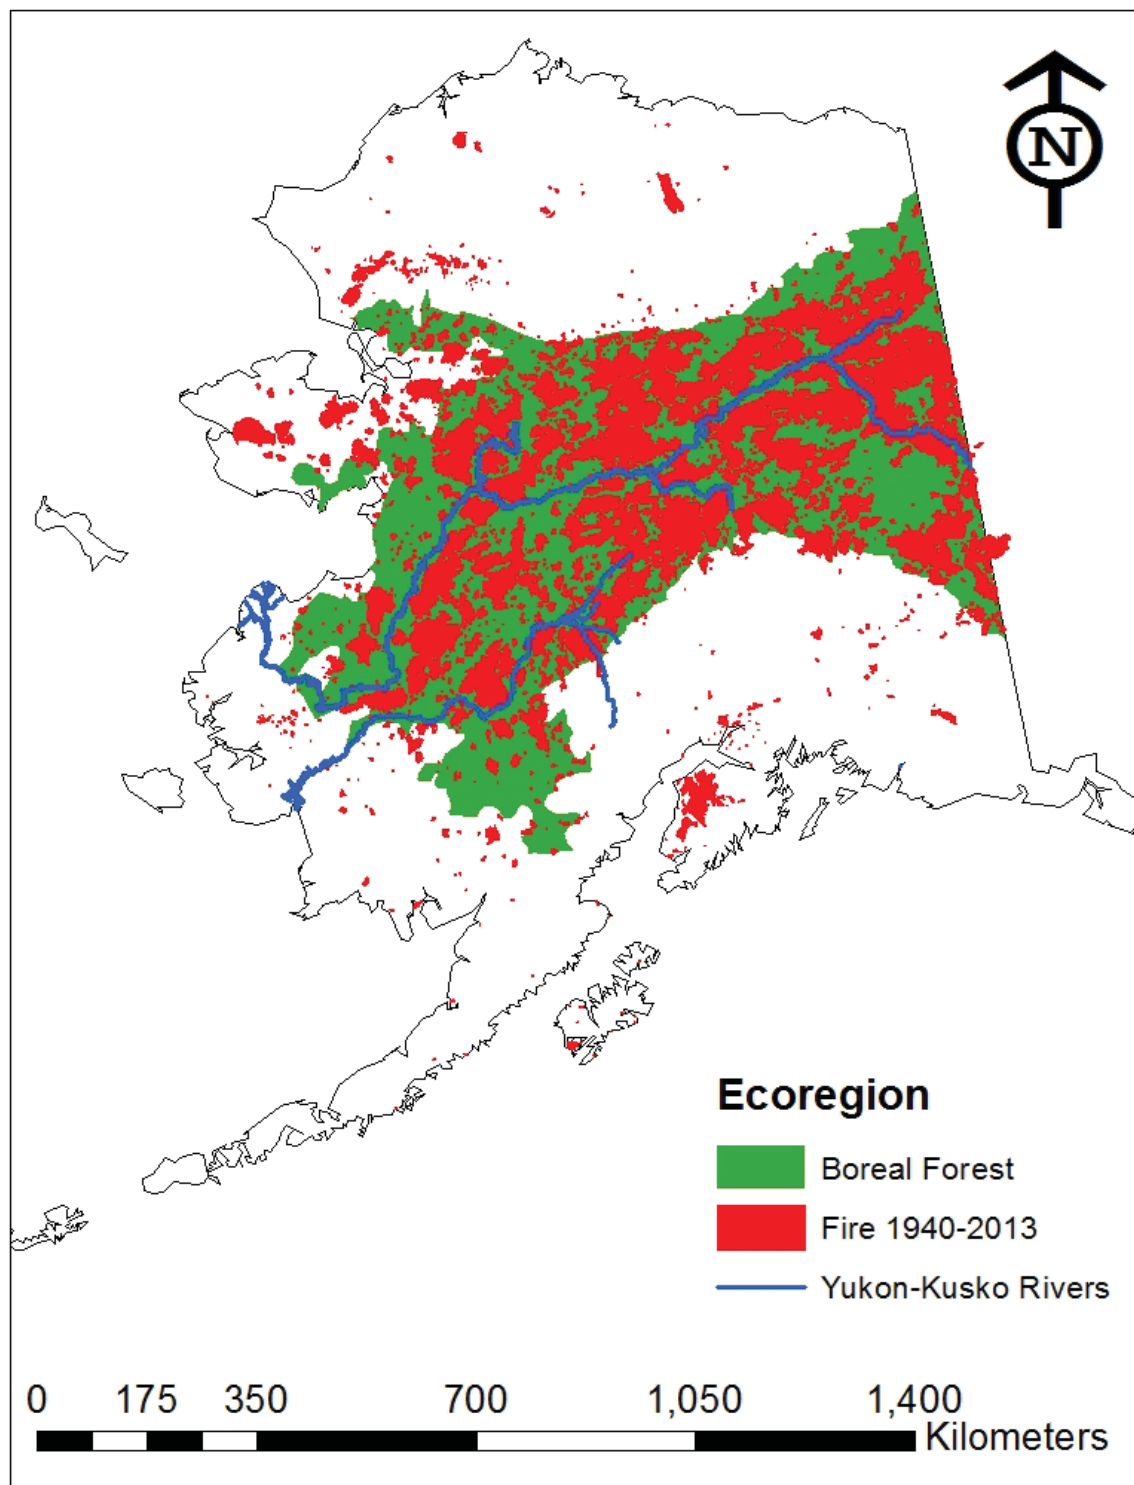 N
Ecoregion
Boreal Forest
Fire 1940-2013
Yukon-Kusko Rivers
0 175 350 700 1,050 1,400
Kilometers